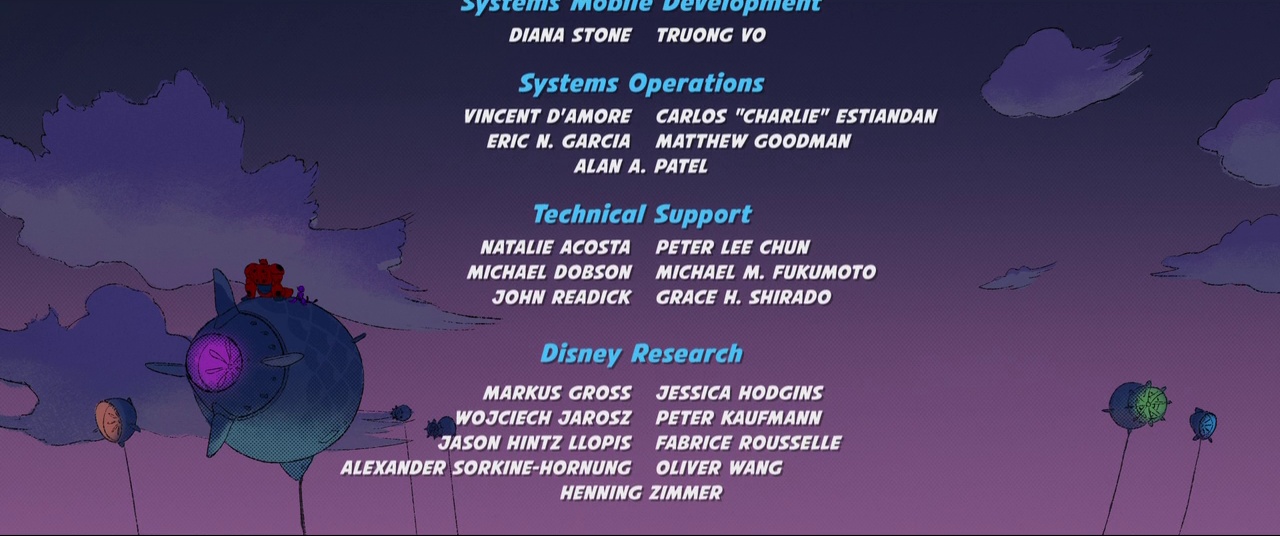 Systems Mobile Development
DIANA STONE TRUONG VO
Systems Operations
VINCENT D'AMORE CARLOS "CHARLIE" ESTIANDAN
ERIC N. GARCIA MATTHEW GOODMAN
ALAN A. PATEL
Technical Support
NATALIE ACOSTA PETER LEE CHUN
MICHAEL DOBSON MICHAEL M. FUKUMOTO
JOHN READICK GRACE H. SHIRADO
Disney Research
MARKUS GROSS JESSICA HODGINS
WOJCIECH JAROSZ PETER KAUFMANN
JASON HINTZ LLOPIS FABRICE ROUSSELLE
ALEXANDER SORKINE-HORNUNG OLIVER WANG
HENNING ZIMMER